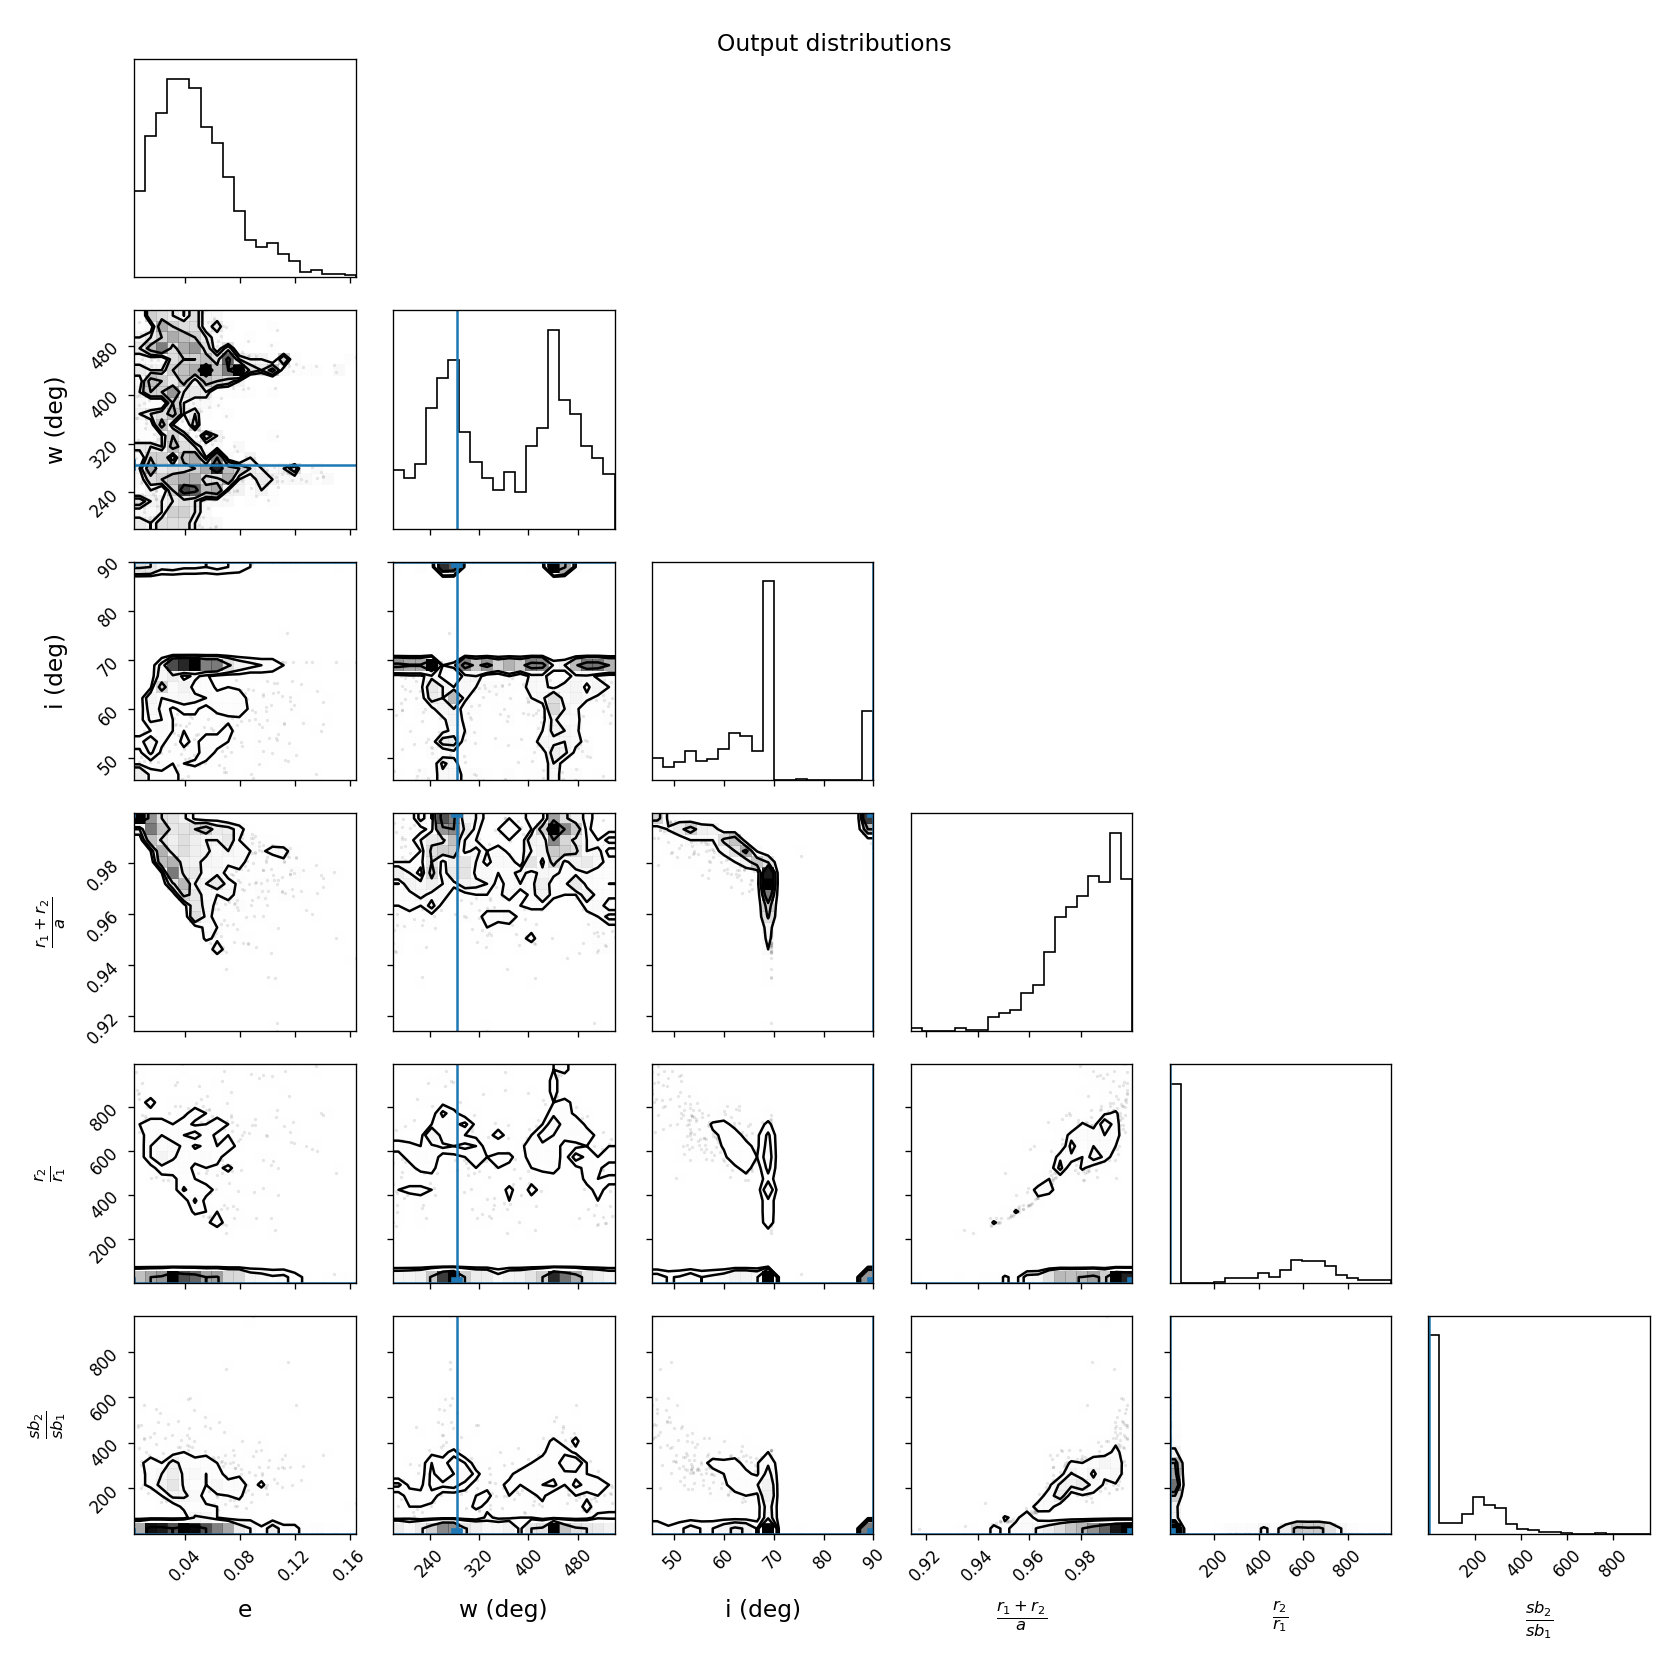 Output distributions
w (deg)
480
400
320
240
i (deg)
90
80
70
60
50
r₁ + r₂
a
0.98
0.96
0.94
0.92
r₂
r₁
800
600
400
200
sb₂
sb₁
800
600
400
200
0.04 0.08 0.12 0.16
240 320 400 480
50 60 70 80 90
0.92 0.94 0.96 0.98
200 400 600 800
200 400 600 800
e
w (deg)
i (deg)
r₁ + r₂
a
r₂
r₁
sb₂
sb₁